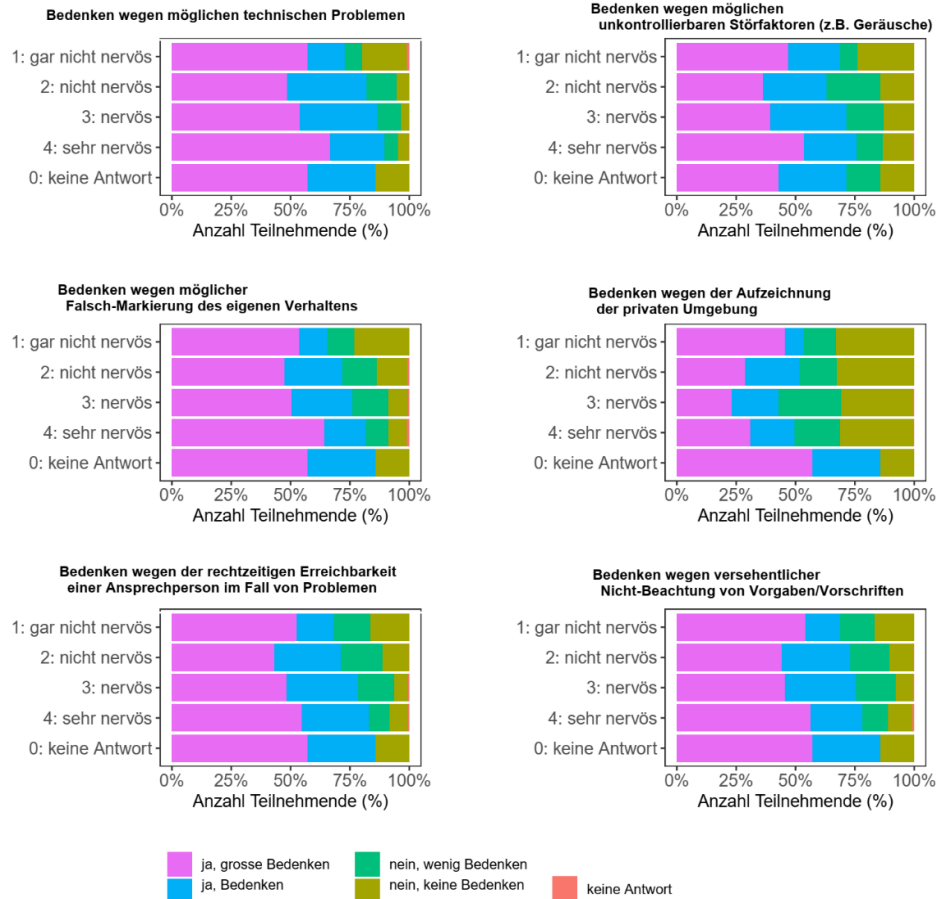 Bedenken wegen möglichen technischen Problemen
1: gar nicht nervös
2: nicht nervös
3: nervös
4: sehr nervös
0: keine Antwort
0% 25% 50% 75% 100%
Anzahl Teilnehmende (%)
Bedenken wegen möglichen
unkontrollierbaren Störfaktoren (z.B. Geräusche)
1: gar nicht nervös
2: nicht nervös
3: nervös
4: sehr nervös
0: keine Antwort
0% 25% 50% 75% 100%
Anzahl Teilnehmende (%)
Bedenken wegen möglicher
Falsch-Markierung des eigenen Verhaltens
1: gar nicht nervös
2: nicht nervös
3: nervös
4: sehr nervös
0: keine Antwort
0% 25% 50% 75% 100%
Anzahl Teilnehmende (%)
Bedenken wegen der Aufzeichnung
der privaten Umgebung
1: gar nicht nervös
2: nicht nervös
3: nervös
4: sehr nervös
0: keine Antwort
0% 25% 50% 75% 100%
Anzahl Teilnehmende (%)
Bedenken wegen der rechtzeitigen Erreichbarkeit
einer Ansprechperson im Fall von Problemen
1: gar nicht nervös
2: nicht nervös
3: nervös
4: sehr nervös
0: keine Antwort
0% 25% 50% 75% 100%
Anzahl Teilnehmende (%)
Bedenken wegen versehentlicher
Nicht-Beachtung von Vorgaben/Vorschriften
1: gar nicht nervös
2: nicht nervös
3: nervös
4: sehr nervös
0: keine Antwort
0% 25% 50% 75% 100%
Anzahl Teilnehmende (%)
ja, grosse Bedenken
ja, Bedenken
nein, wenig Bedenken
nein, keine Bedenken
keine Antwort